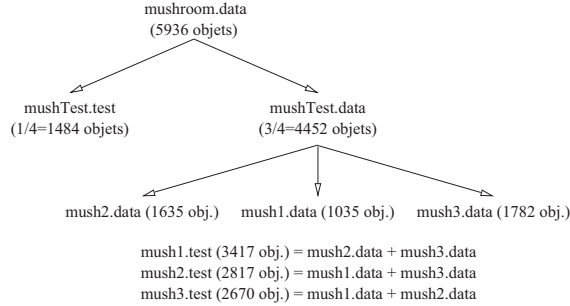 mushroom.data
(5936 objets)
mushTest.test
(1/4=1484 objets)
mushTest.data
(3/4=4452 objets)
mush2.data (1635 obj.)
mush1.data (1035 obj.)
mush3.data (1782 obj.)
mush1.test (3417 obj.) = mush2.data + mush3.data
mush2.test (2817 obj.) = mush1.data + mush3.data
mush3.test (2670 obj.) = mush1.data + mush2.data